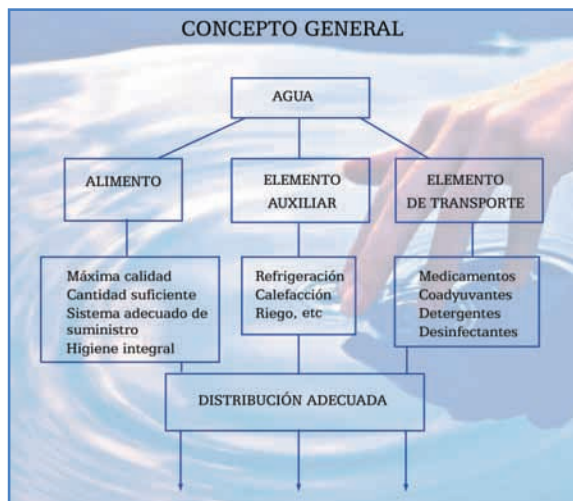 CONCEPTO GENERAL
AGUA
ALIMENTO
ELEMENTO
AUXILIAR
ELEMENTO
DE TRANSPORTE
Máxima calidad
Cantidad suficiente
Sistema adecuado de
suministro
Higiene integral
Refrigeración
Calefacción
Riego, etc
Medicamentos
Coadyuvantes
Detergentes
Desinfectantes
DISTRIBUCIÓN ADECUADA